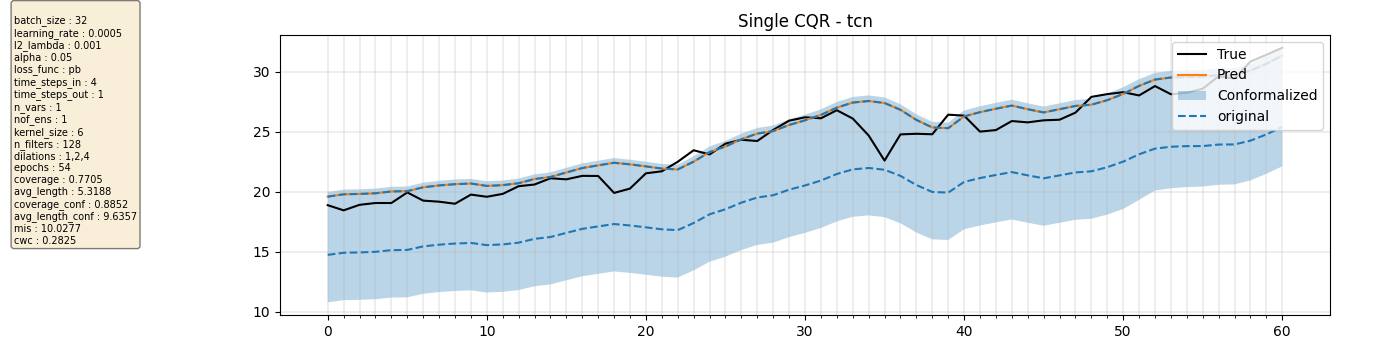 batch_size : 32
learning_rate : 0.0005
l2_lambda : 0.001
alpha : 0.05
loss_func : pb
time_steps_in : 4
time_steps_out : 1
n_vars : 1
nof_ens : 1
kernel_size : 6
n_filters : 128
dilations : 1,2,4
epochs : 54
coverage : 0.7705
avg_length : 5.3188
coverage_conf : 0.8852
avg_length_conf : 9.6357
mis : 10.0277
cwc : 0.2825
Single CQR - tcn
30
25
20
15
10
True
Pred
Conformalized
original
0 10 20 30 40 50 60